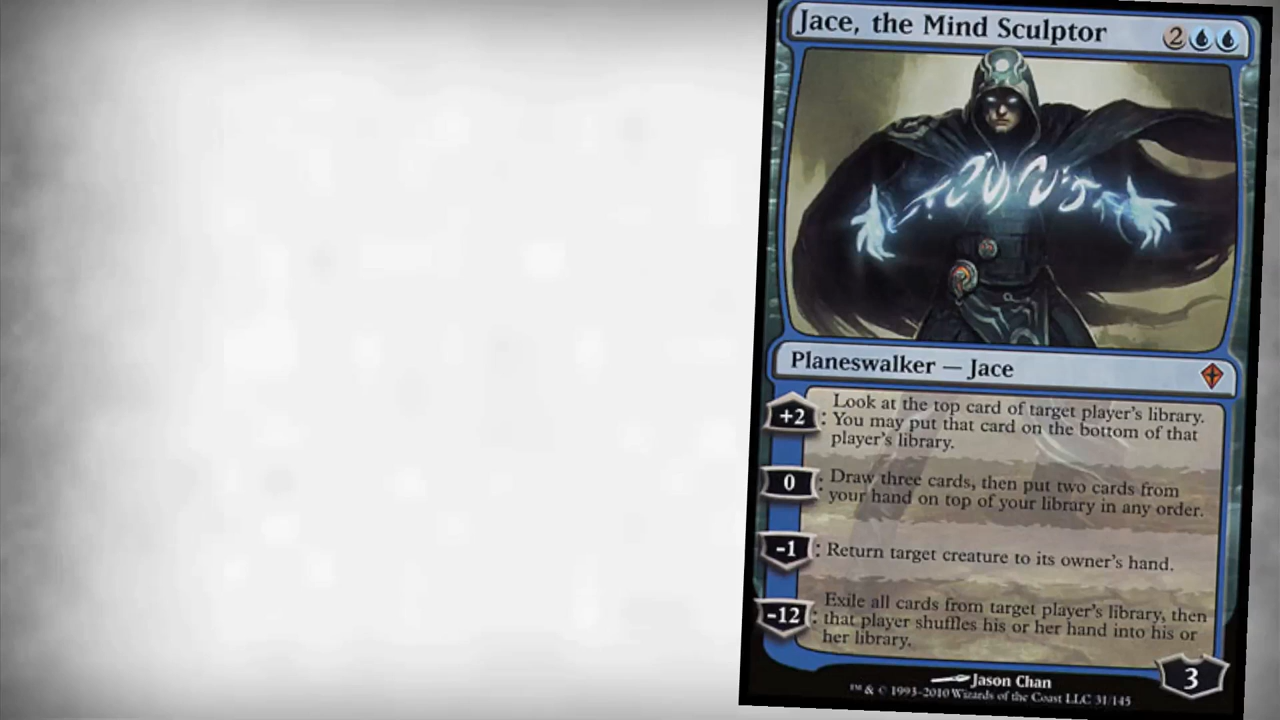 Jace, the Mind Sculptor 2
Planeswalker — Jace
+2: Look at the top card of target player's library.
You may put that card on the bottom of that
player's library.
0: Draw three cards, then put two cards from
your hand on top of your library in any order.
-1: Return target creature to its owner's hand.
-12: Exile all cards from target player's library, then
that player shuffles his or her hand into his or
her library.
3
Jason Chan
™ & © 1993-2010 Wizards of the Coast LLC 31/145